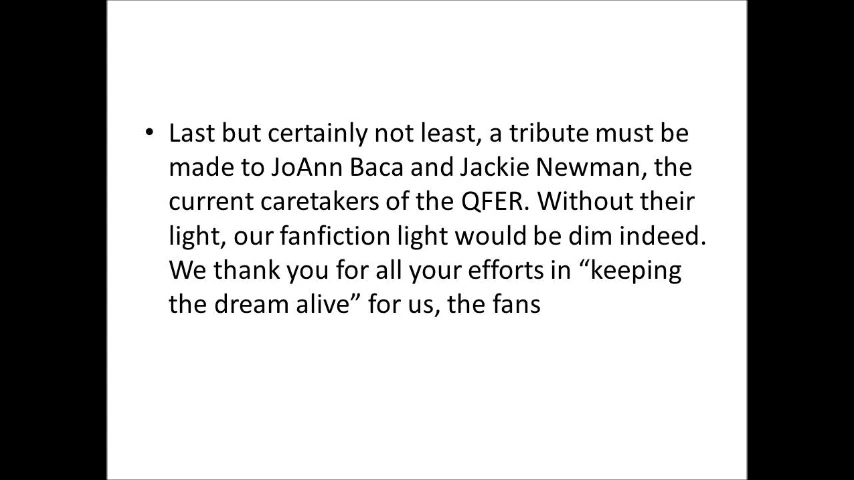 • Last but certainly not least, a tribute must be
made to JoAnn Baca and Jackie Newman, the
current caretakers of the QFER. Without their
light, our fanfiction light would be dim indeed.
We thank you for all your efforts in “keeping
the dream alive” for us, the fans